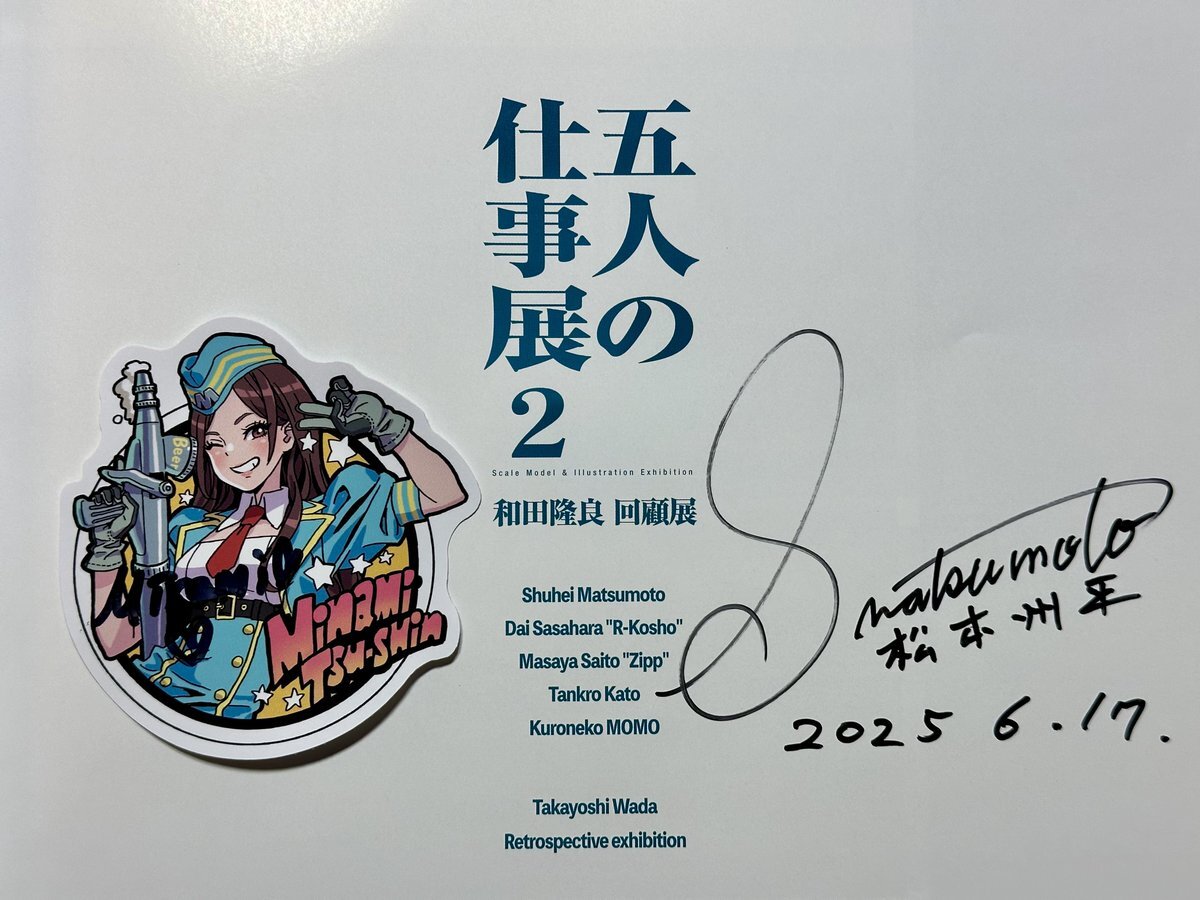 五人の
仕事展2
Scale Model & Illustration Exhibition
和田隆良 回顧展
Shuhei Matsumoto
Dai Sasahara "R-Kosho"
Masaya Saito "Zipp"
Tankro Kato
Kuroneko MOMO
Takayoshi Wada
Retrospective exhibition
M
Beer
Minami
Tsu-shin
S matsumoto
松本州平
2025 6.17.